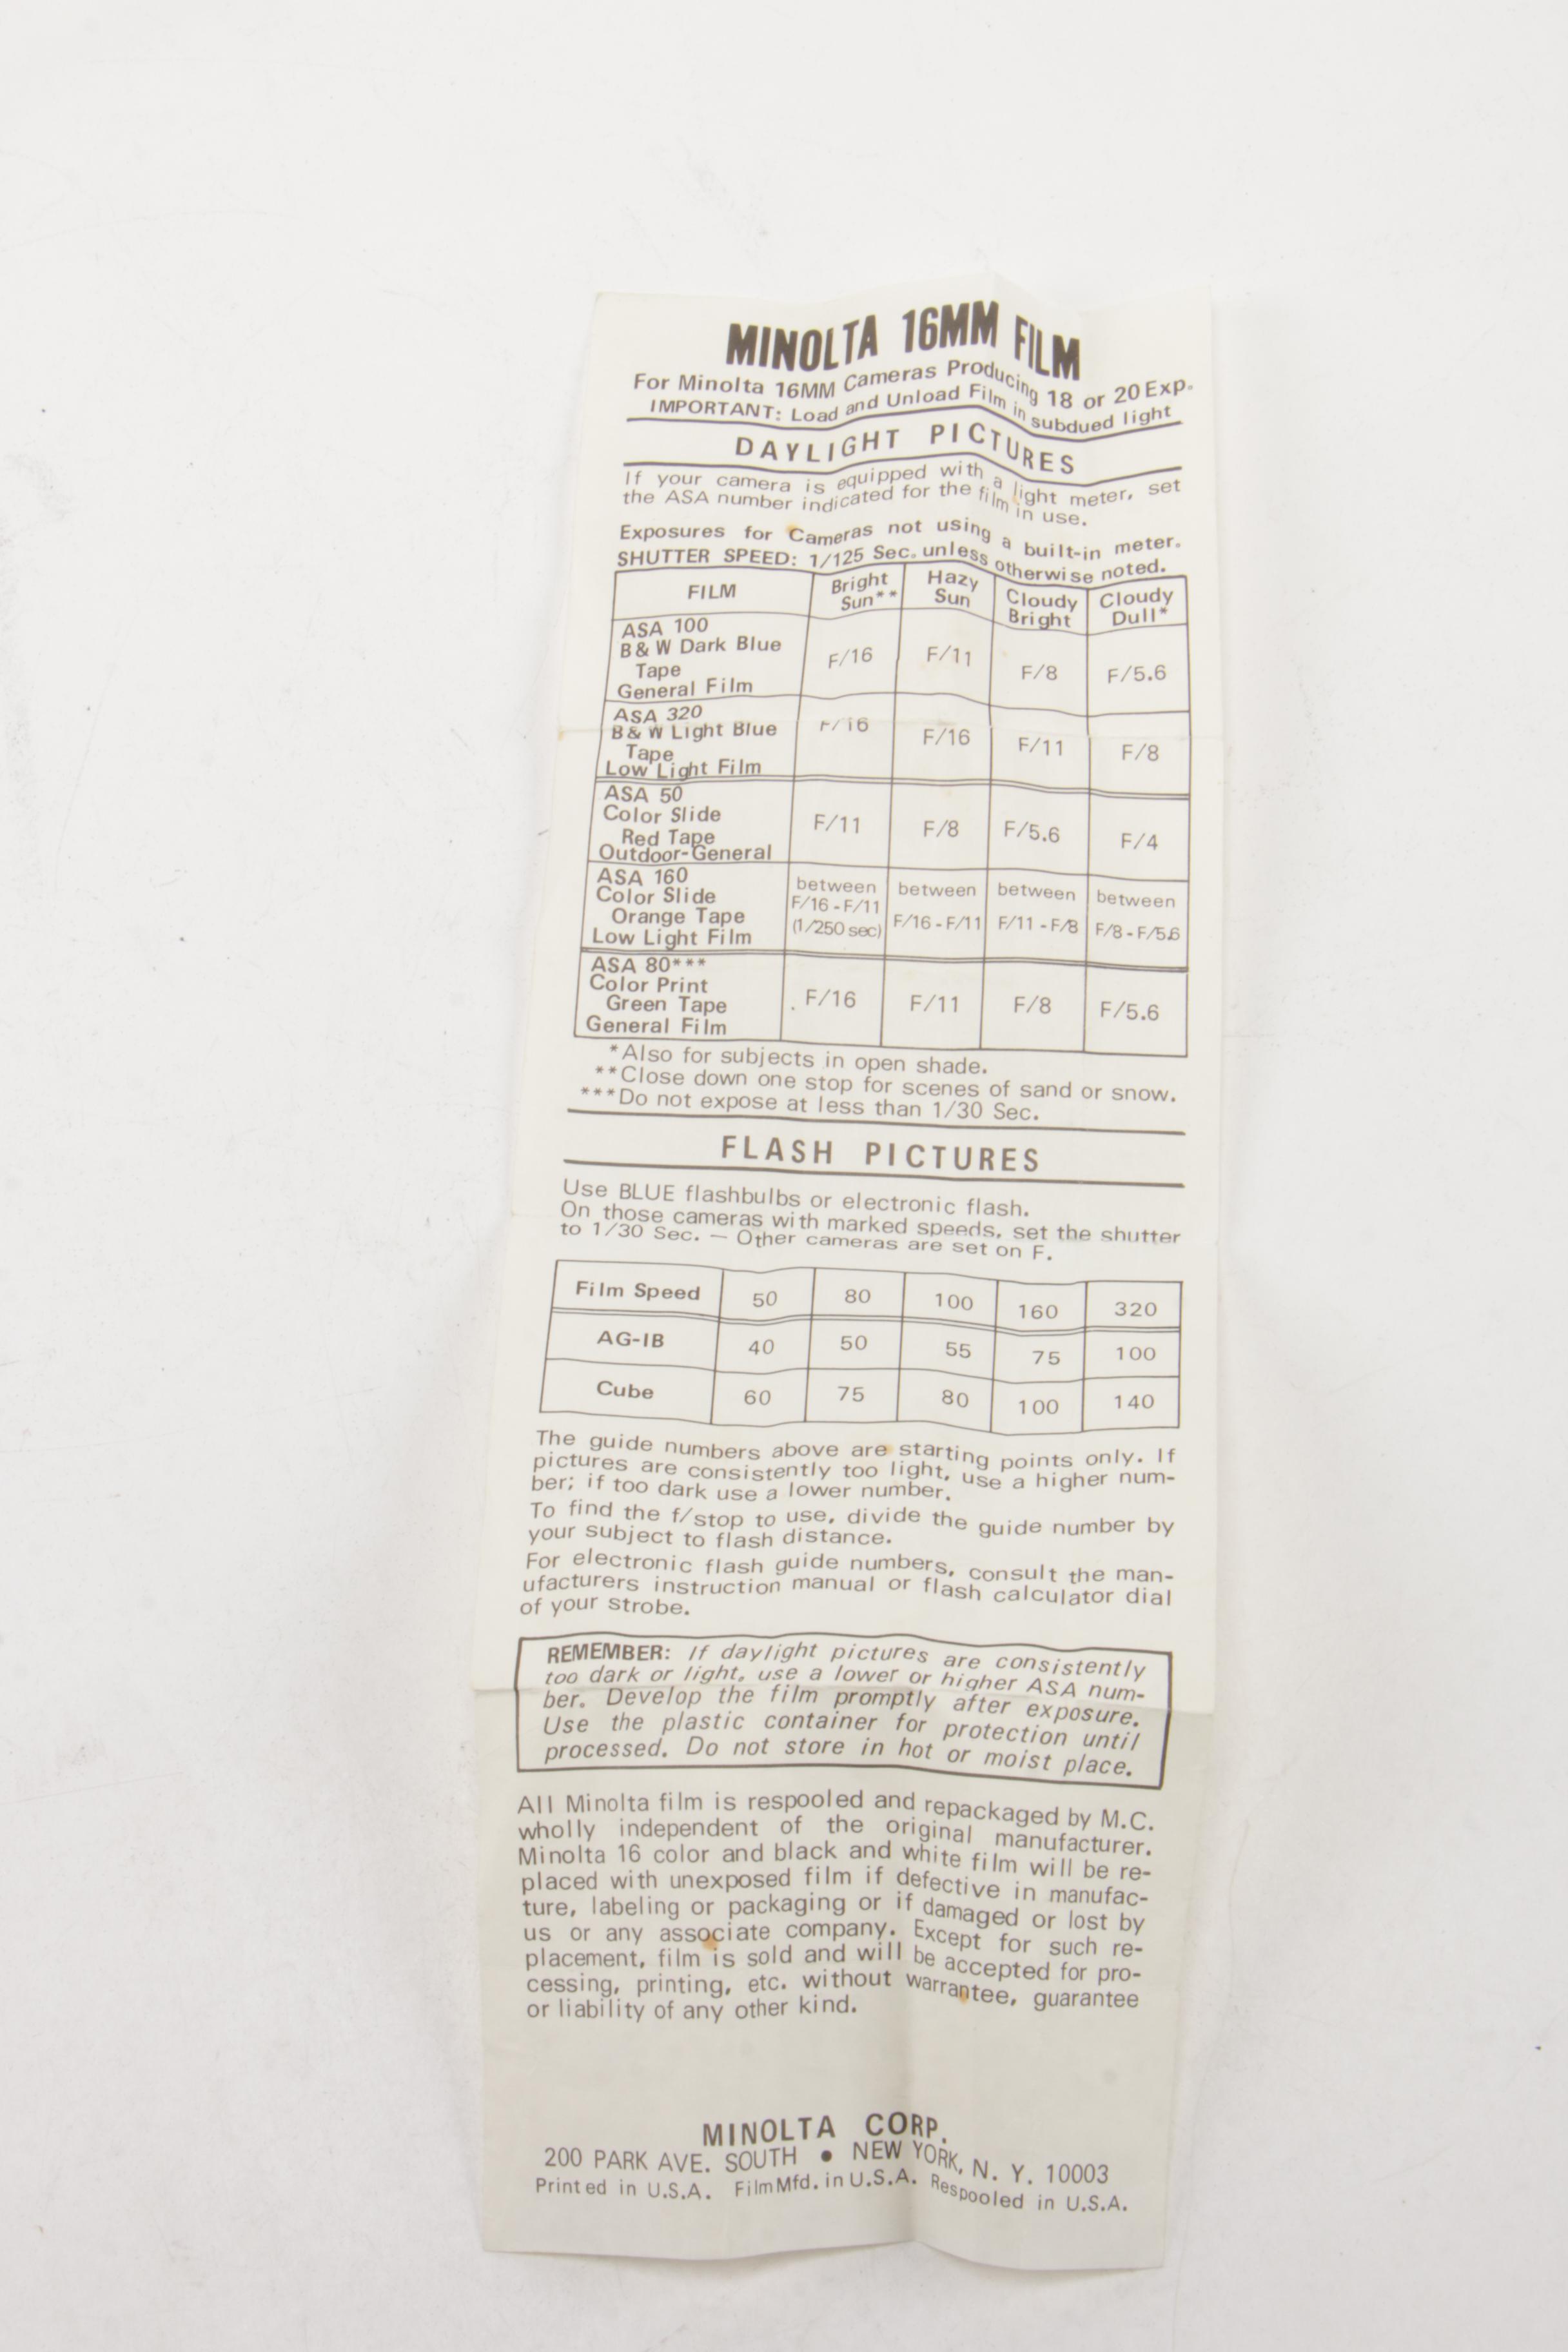 MINOLTA 16MM FILM
For Minolta 16MM Cameras Producing 18 or 20 Exp.
IMPORTANT: Load and Unload Film in subdued light
DAYLIGHT PICTURES
If your camera is equipped with a light meter, set
the ASA number indicated for the film in use.
Exposures for Cameras not using a built-in meter.
SHUTTER SPEED: 1/125 Sec. unless otherwise noted.
FILM Bright Sun** Hazy Sun Cloudy Bright Cloudy Dull*
ASA 100
B & W Dark Blue
Tape
General Film
F/16 F/11 F/8 F/5.6
ASA 320
B & W Light Blue
Tape
Low Light Film
F/16 F/16 F/11 F/8
ASA 50
Color Slide
Red Tape
Outdoor-General
F/11 F/8 F/5.6 F/4
ASA 160
Color Slide
Orange Tape
Low Light Film
between F/16 - F/11 (1/250 sec) between F/16 - F/11 between F/11 - F/8 between F/8 - F/5.6
ASA 80***
Color Print
Green Tape
General Film
F/16 F/11 F/8 F/5.6
*Also for subjects in open shade.
**Close down one stop for scenes of sand or snow.
***Do not expose at less than 1/30 Sec.
FLASH PICTURES
Use BLUE flashbulbs or electronic flash.
On those cameras with marked speeds, set the shutter
to 1/30 Sec. — Other cameras are set on F.
Film Speed 50 80 100 160 320
AG-IB 40 50 55 75 100
Cube 60 75 80 100 140
The guide numbers above are starting points only. If
pictures are consistently too light, use a higher num-
ber; if too dark use a lower number.
To find the f/stop to use, divide the guide number by
your subject to flash distance.
For electronic flash guide numbers, consult the man-
ufacturers instruction manual or flash calculator dial
of your strobe.
REMEMBER: If daylight pictures are consistently
too dark or light, use a lower or higher ASA num-
ber. Develop the film promptly after exposure.
Use the plastic container for protection until
processed. Do not store in hot or moist place.
All Minolta film is respooled and repackaged by M.C.
wholly independent of the original manufacturer.
Minolta 16 color and black and white film will be re-
placed with unexposed film if defective in manufac-
ture, labeling or packaging or if damaged or lost by
us or any associate company. Except for such re-
placement, film is sold and will be accepted for pro-
cessing, printing, etc. without warrantee, guarantee
or liability of any other kind.
MINOLTA CORP.
200 PARK AVE. SOUTH • NEW YORK, N. Y. 10003
Printed in U.S.A. Film Mfd. in U.S.A. Respooled in U.S.A.